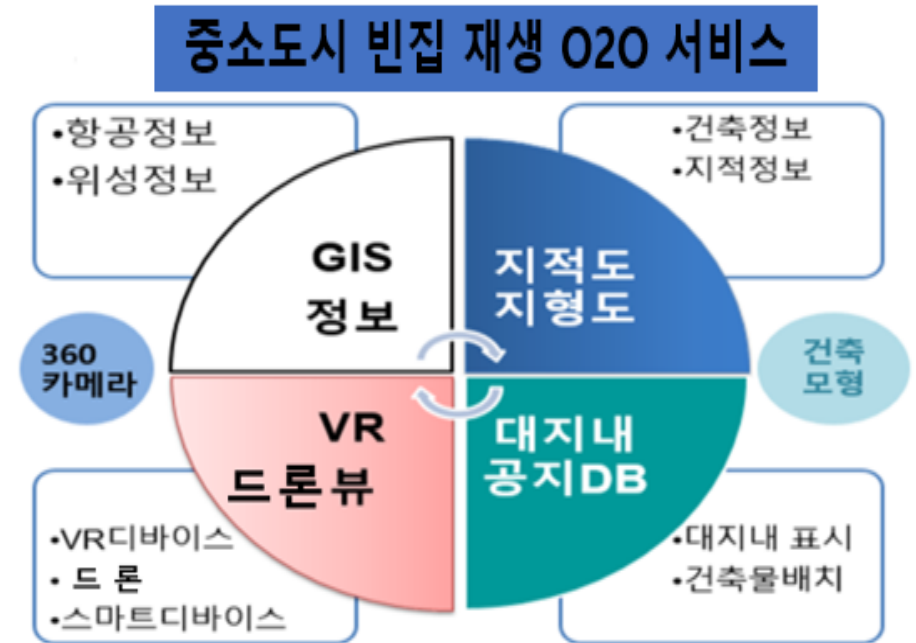 중소도시 빈집 재생 O2O 서비스
•항공정보
•위성정보
•건축정보
•지적정보
GIS
정보
지적도
지형도
360
카메라
건축
모형
VR
드론뷰
대지내
공지DB
•VR디바이스
• 드 론
•스마트디바이스
•대지내 표시
•건축물배치